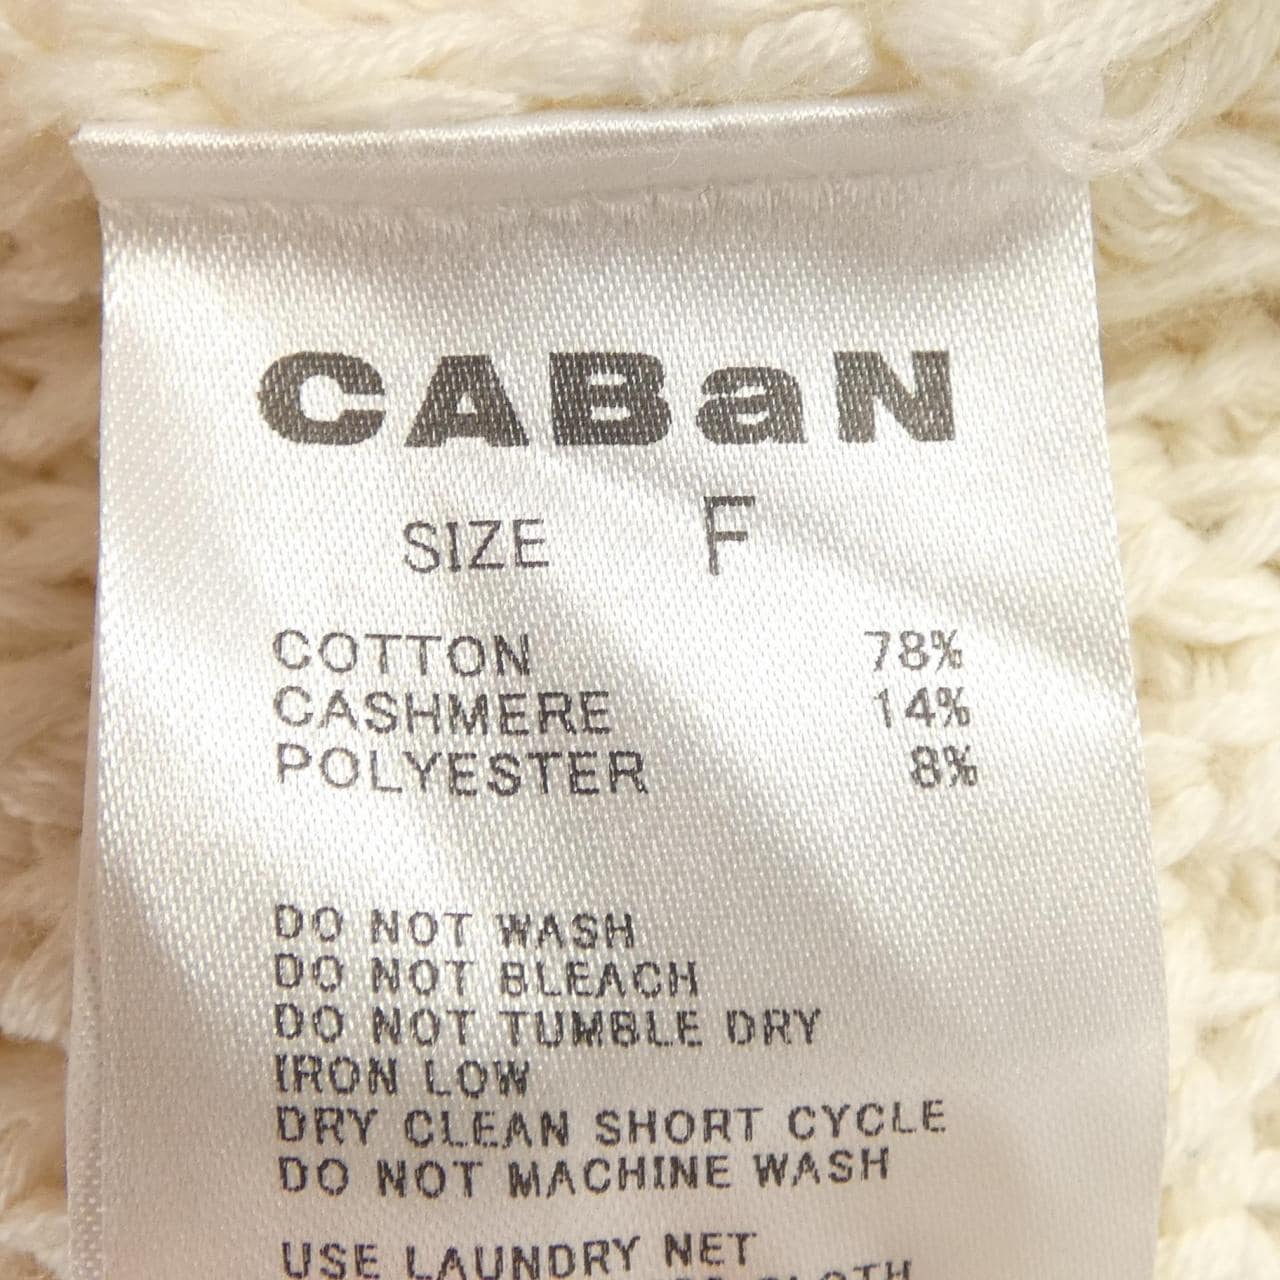 CABaN
SIZE F
COTTON 78%
CASHMERE 14%
POLYESTER 8%
DO NOT WASH
DO NOT BLEACH
DO NOT TUMBLE DRY
IRON LOW
DRY CLEAN SHORT CYCLE
DO NOT MACHINE WASH
USE LAUNDRY NET
CLOTH